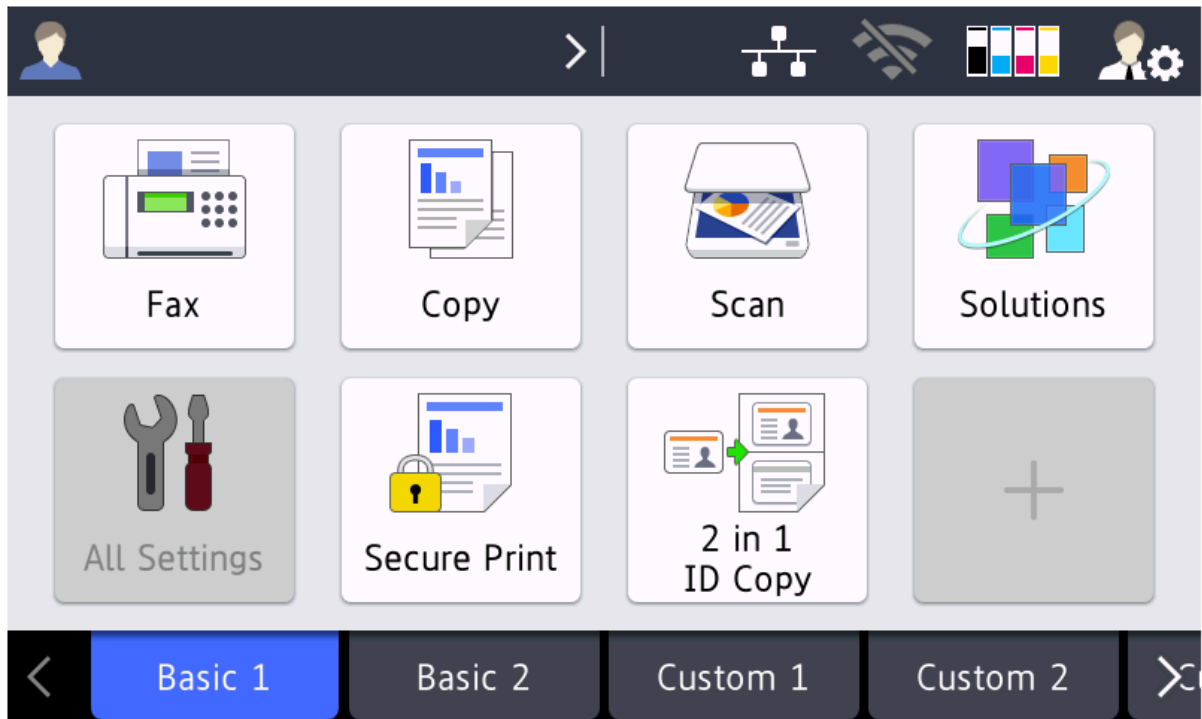 Fax
Copy
Scan
Solutions
All Settings
Secure Print
2 in 1
ID Copy
Basic 1
Basic 2
Custom 1
Custom 2